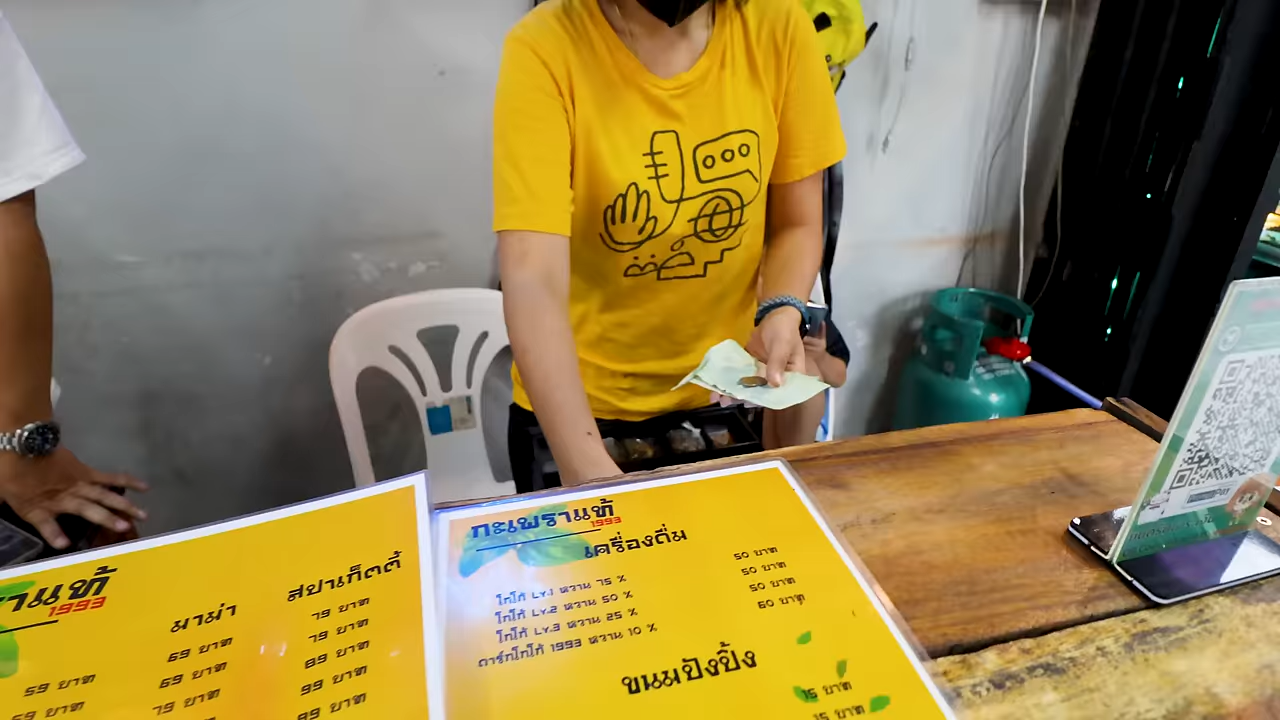 ราแท้
1993
มาม่า
สปาเก็ตตี้
59 บาท
69 บาท
69 บาท
79 บาท
79 บาท
79 บาท
89 บาท
99 บาท
99 บาท
กะเพราแท้
1993
เครื่องดื่ม
โกโก้ LV.1 หวาน 75 % 50 บาท
โกโก้ LV.2 หวาน 50 % 50 บาท
โกโก้ LV.3 หวาน 25 % 50 บาท
ดาร์กโกโก้ 1993 หวาน 10 % 60 บาท
ขนมปังปิ้ง
15 บาท
15 บาท